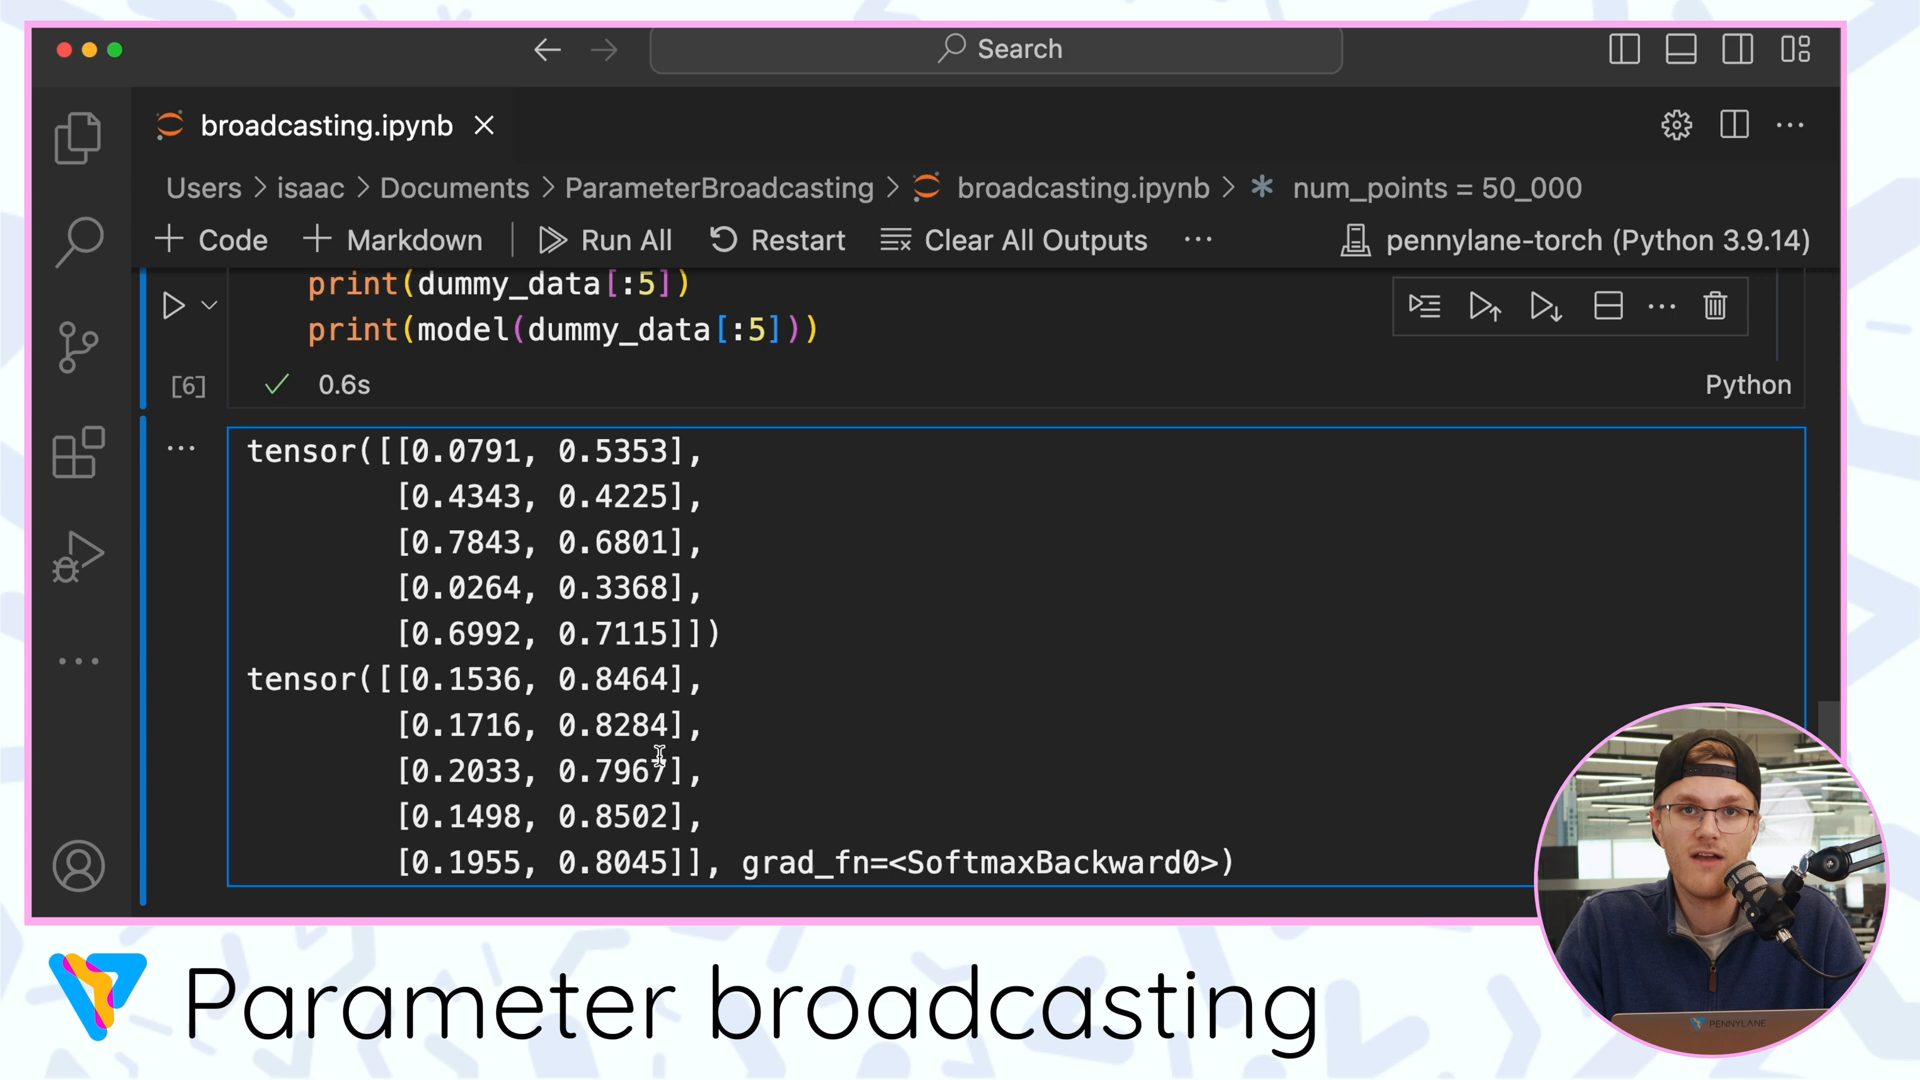 Search
broadcasting.ipynb
Users > isaac > Documents > ParameterBroadcasting > broadcasting.ipynb > num_points = 50_000
+ Code + Markdown Run All Restart Clear All Outputs ... pennylane-torch (Python 3.9.14)
print(dummy_data[:5])
print(model(dummy_data[:5]))
[6] 0.6s Python
tensor([[0.0791, 0.5353],
[0.4343, 0.4225],
[0.7843, 0.6801],
[0.0264, 0.3368],
[0.6992, 0.7115]])
tensor([[0.1536, 0.8464],
[0.1716, 0.8284],
[0.2033, 0.7967],
[0.1498, 0.8502],
[0.1955, 0.8045]], grad_fn=<SoftmaxBackward0>)
PENNYLANE
Parameter broadcasting